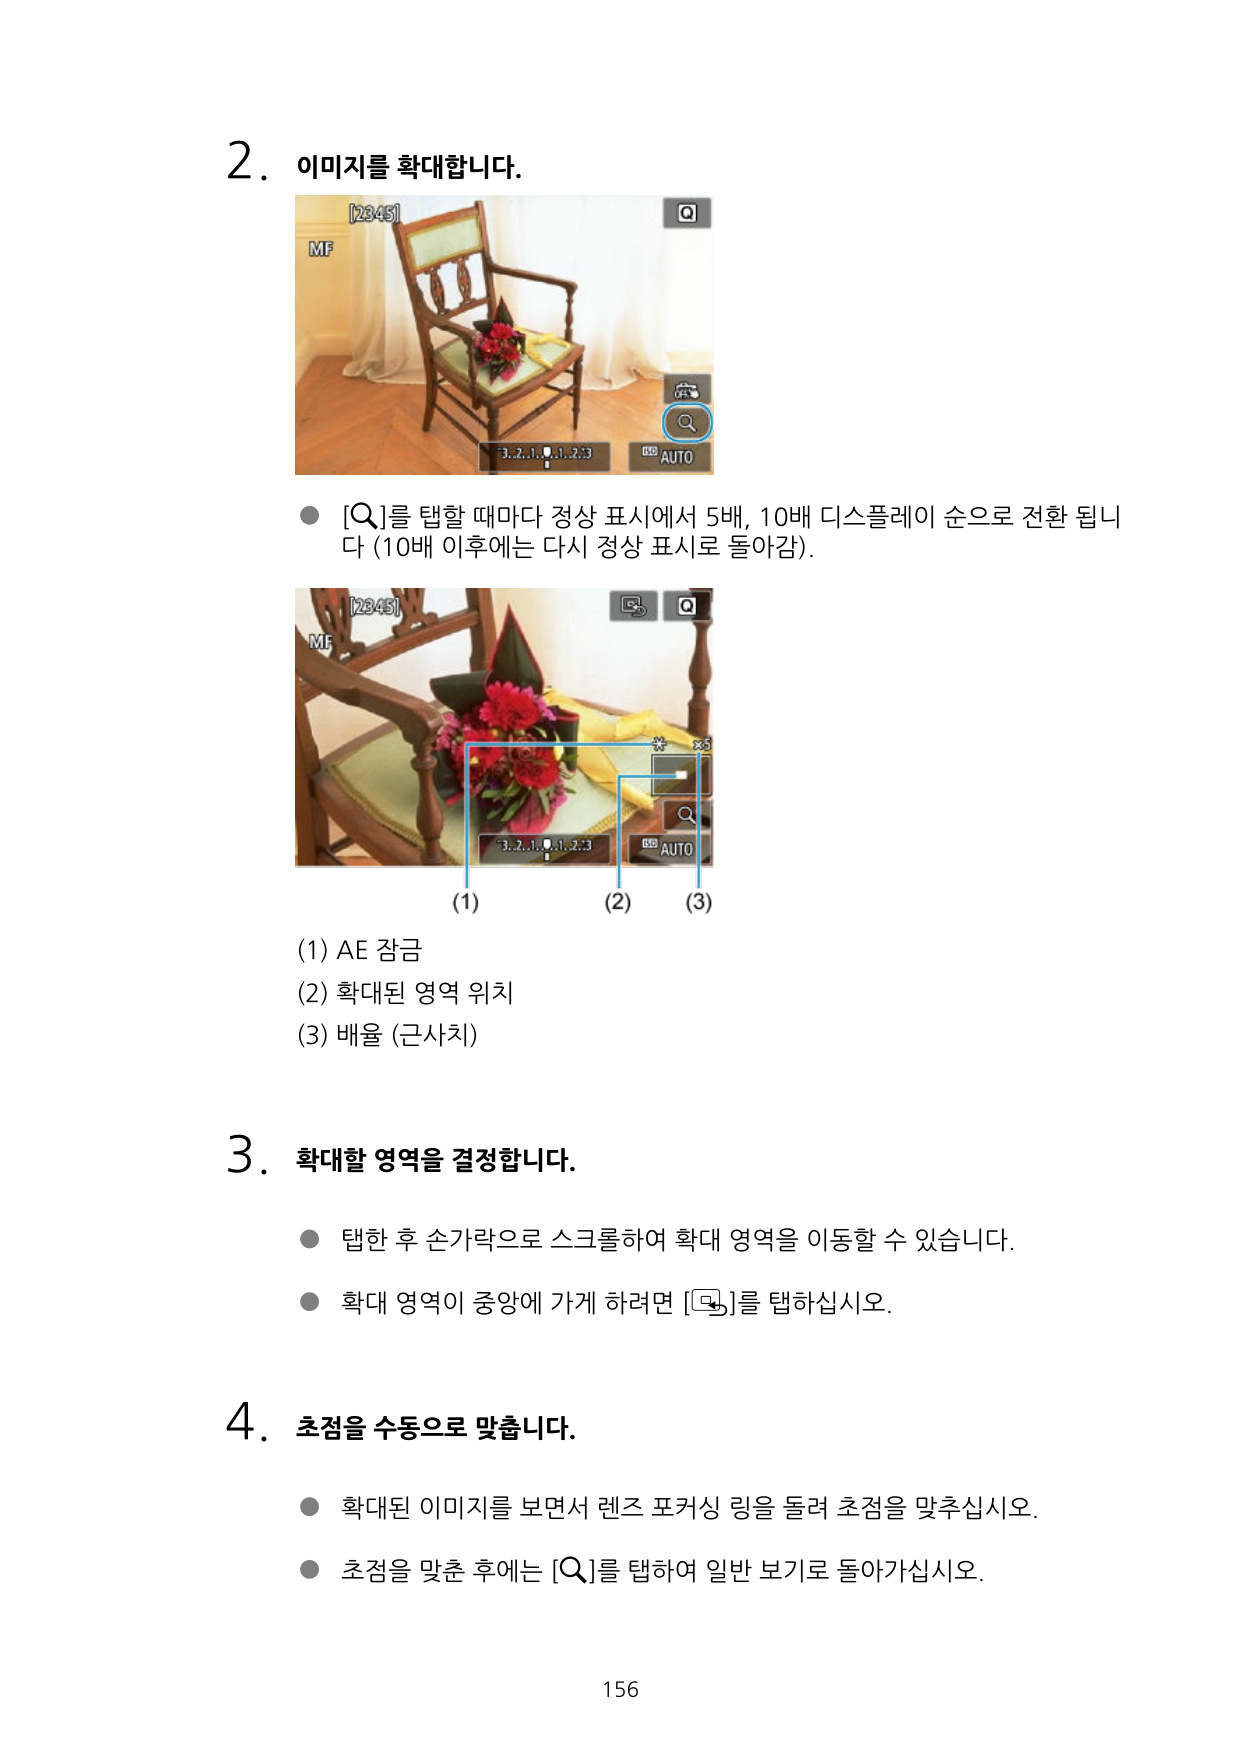 2. 이미지를 확대합니다.
[2345]
Q
MF
OFF
-3..2..1..0..1..2..:3
ISO AUTO
● [🔍]를 탭할 때마다 정상 표시에서 5배, 10배 디스플레이 순으로 전환 됩니
다 (10배 이후에는 다시 정상 표시로 돌아감).
[2345]
Q
MF
* ×5
-3..2..1..0..1..2..:3
ISO AUTO
(1) (2) (3)
(1) AE 잠금
(2) 확대된 영역 위치
(3) 배율 (근사치)
3. 확대할 영역을 결정합니다.
● 탭한 후 손가락으로 스크롤하여 확대 영역을 이동할 수 있습니다.
● 확대 영역이 중앙에 가게 하려면 []를 탭하십시오.
4. 초점을 수동으로 맞춥니다.
● 확대된 이미지를 보면서 렌즈 포커싱 링을 돌려 초점을 맞추십시오.
● 초점을 맞춘 후에는 [🔍]를 탭하여 일반 보기로 돌아가십시오.
156